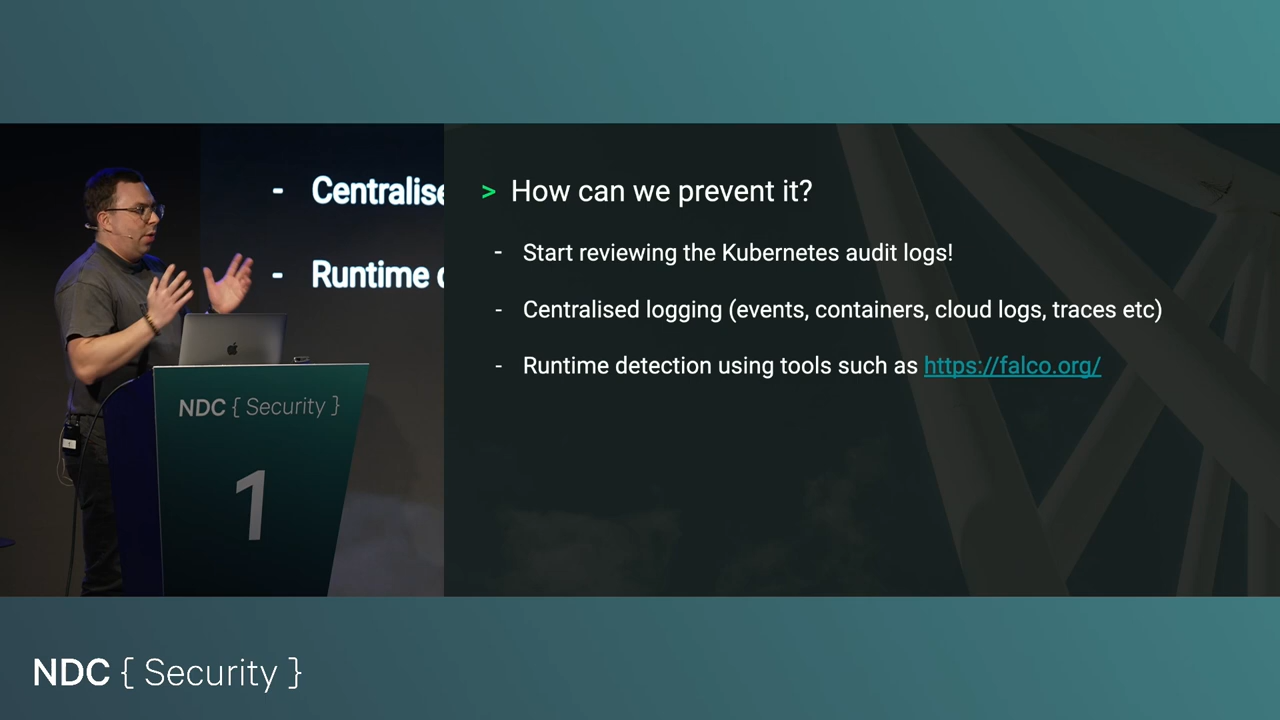 - Centralise
- Runtime
NDC { Security }
1
> How can we prevent it?
- Start reviewing the Kubernetes audit logs!
- Centralised logging (events, containers, cloud logs, traces etc)
- Runtime detection using tools such as https://falco.org/
NDC { Security }